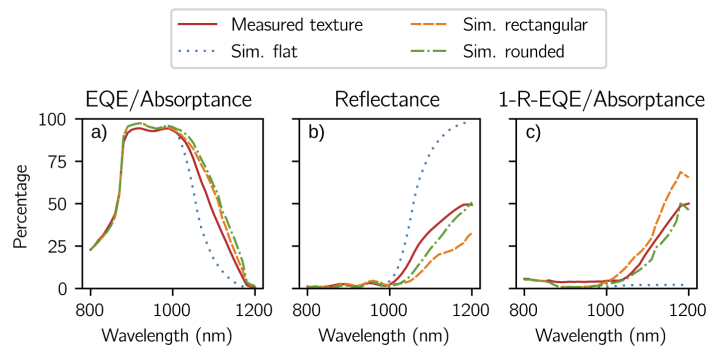 Measured texture
Sim. flat
Sim. rectangular
Sim. rounded
EQE/Absorptance
Reflectance
1-R-EQE/Absorptance
a)
b)
c)
Percentage
100
75
50
25
0
800 1000 1200
800 1000 1200
800 1000 1200
Wavelength (nm)
Wavelength (nm)
Wavelength (nm)